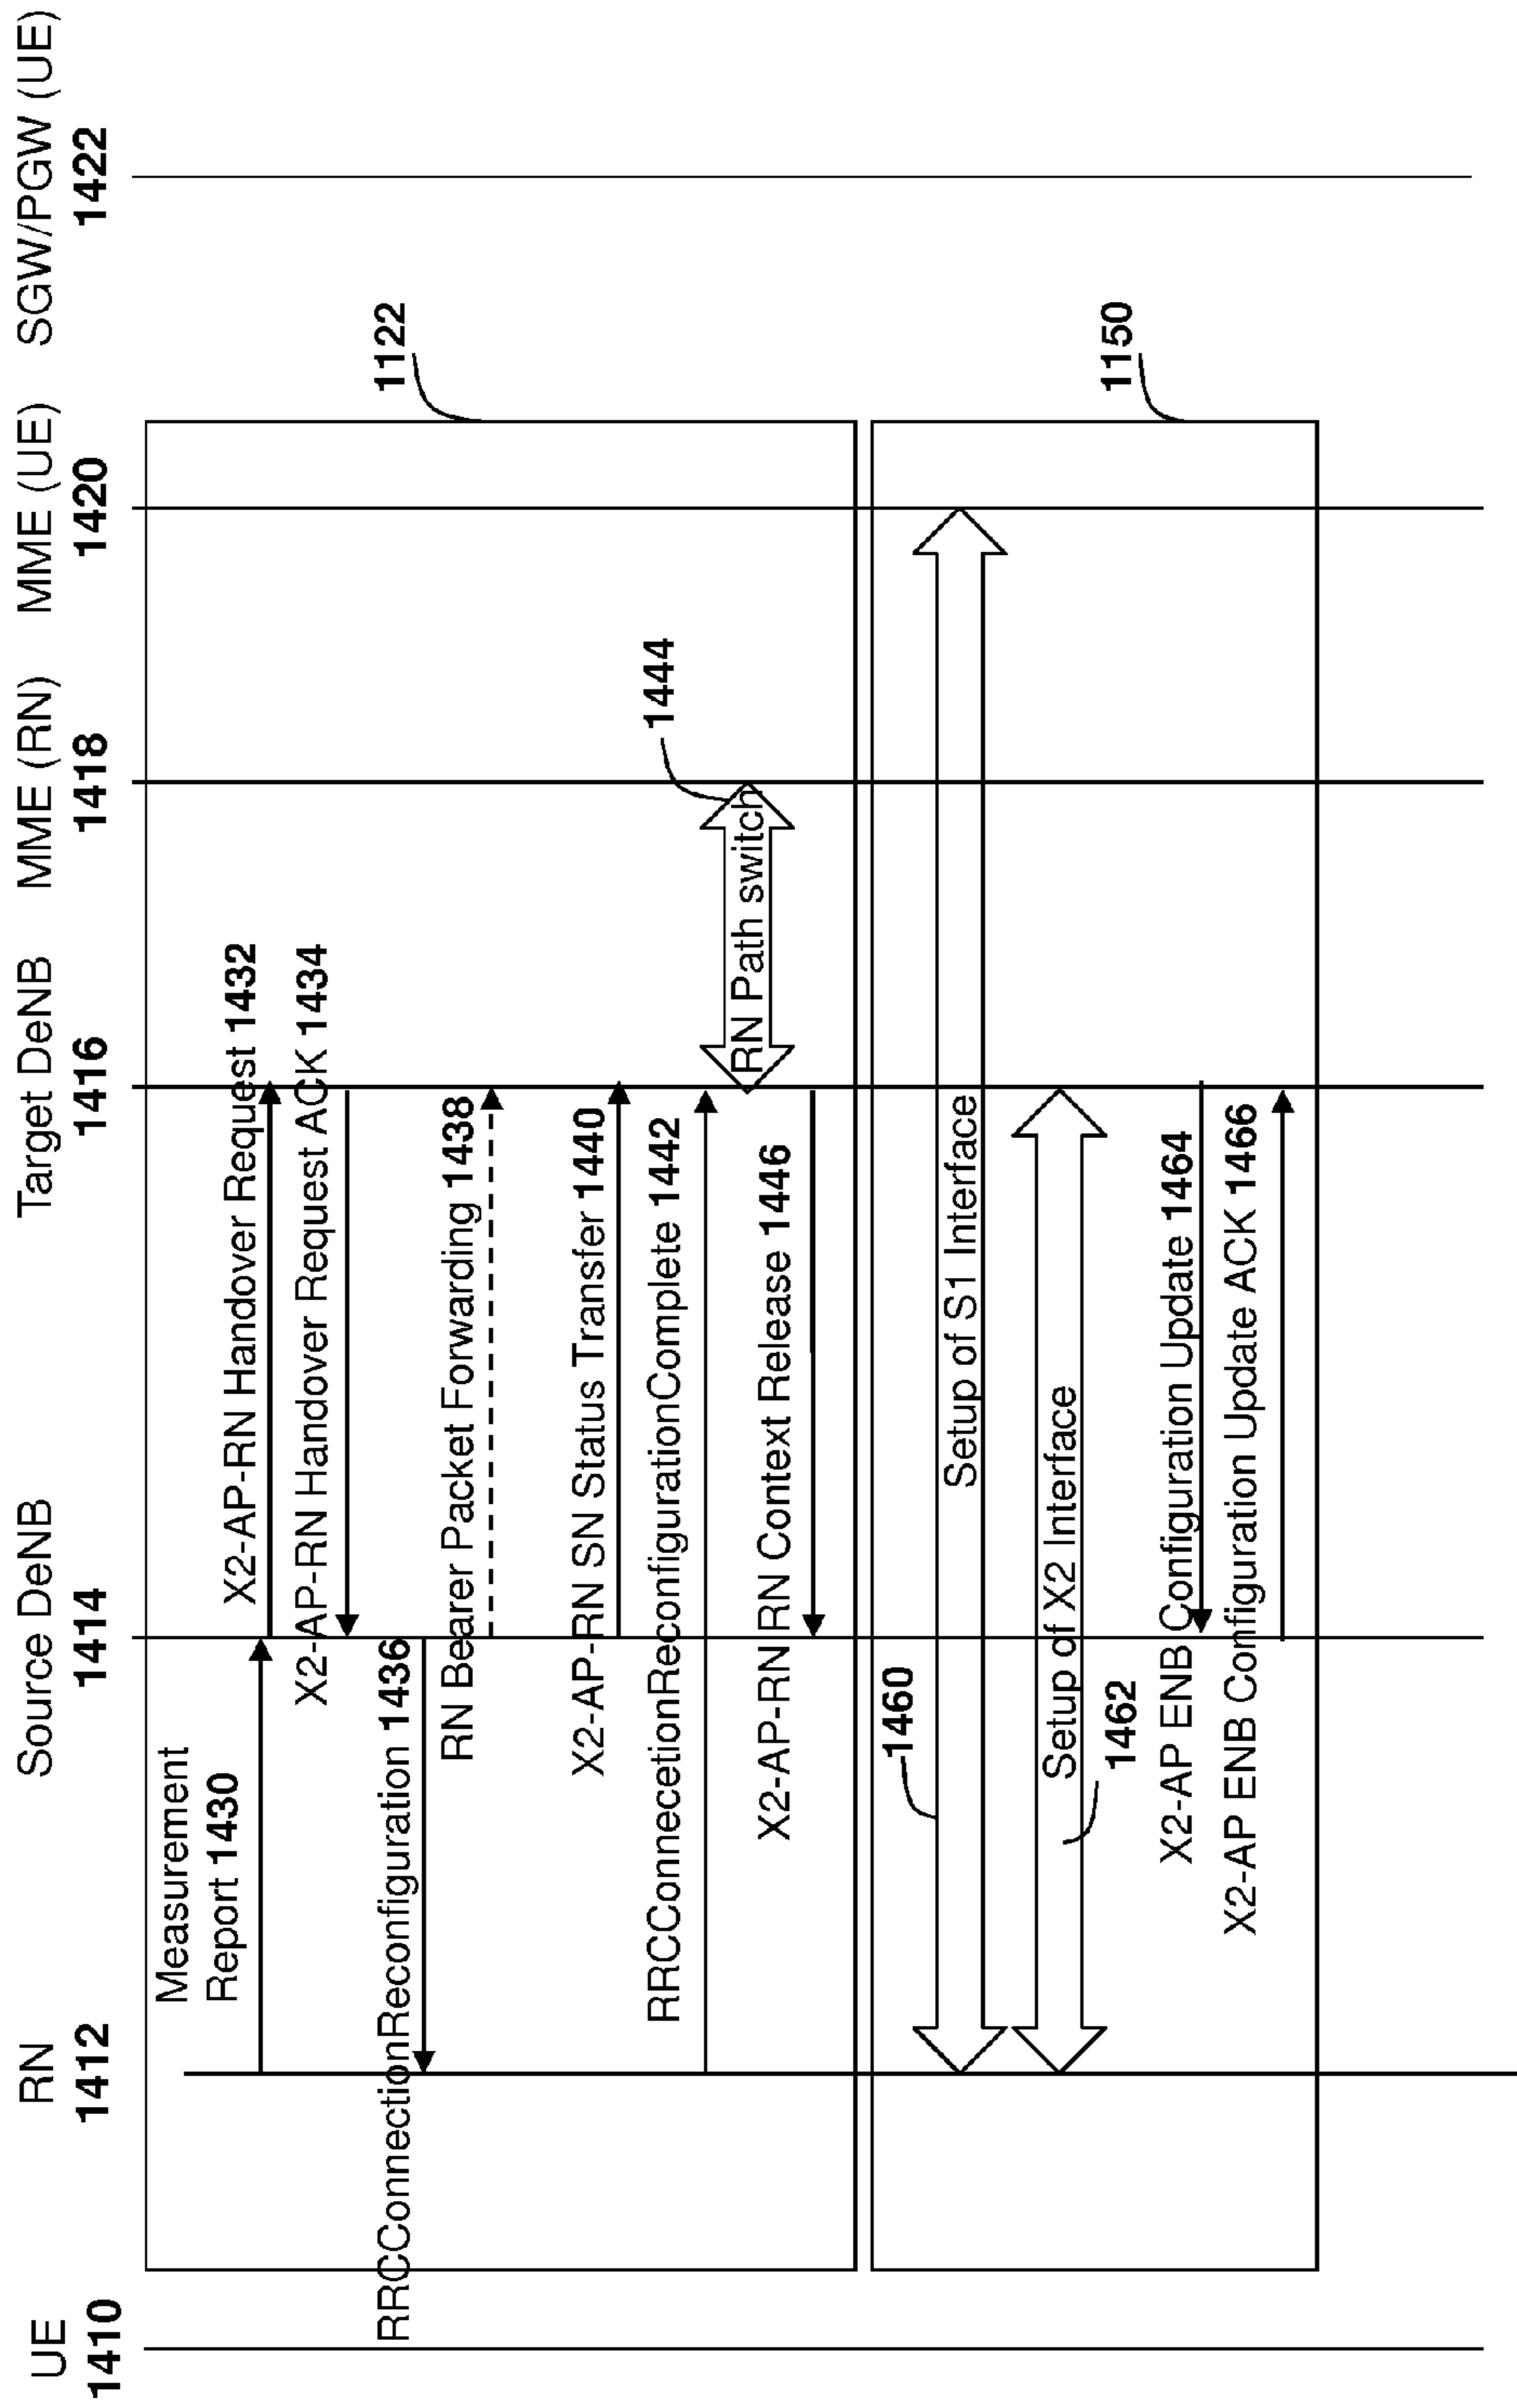 UE
1410
RN
1412
Source DeNB
1414
Target DeNB
1416
MME (RN)
1418
MME (UE)
1420
SGW/PGW (UE)
1422
Measurement
Report 1430
X2-AP-RN Handover Request 1432
X2-AP-RN Handover Request ACK 1434
RRCConnectionReconfiguration 1436
1122
RN Bearer Packet Forwarding 1438
X2-AP-RN SN Status Transfer 1440
RRCConnecetionReconfigurationComplete 1442
1444
RN Path switch
X2-AP-RN RN Context Release 1446
1460
Setup of S1 Interface
Setup of X2 Interface
1462
1150
X2-AP ENB Configuration Update 1464
X2-AP ENB Configuration Update ACK 1466